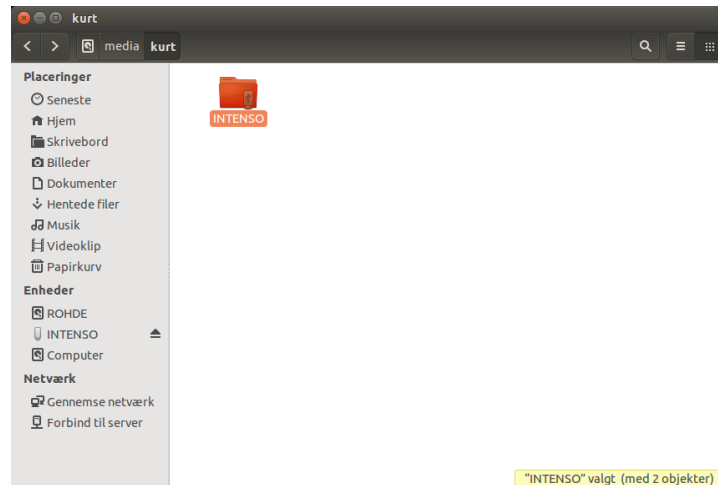 kurt
media kurt
Placeringer
Seneste
Hjem
Skrivebord
Billeder
Dokumenter
Hentede filer
Musik
Videoklip
Papirkurv
Enheder
ROHDE
INTENSO
Computer
Netværk
Gennemse netværk
Forbind til server
INTENSO
"INTENSO" valgt (med 2 objekter)